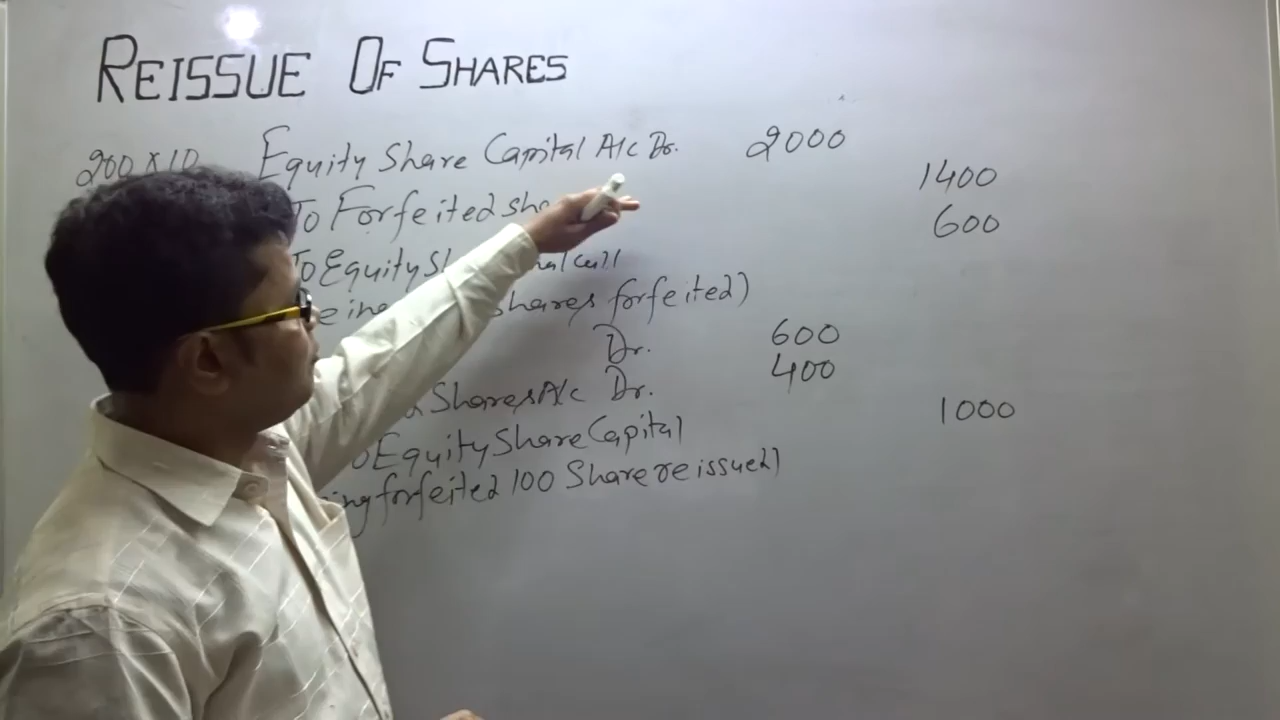 REISSUE OF SHARES
200 X 10 Equity Share Capital A/c Dr. 2000
To Forfeited 1400
To Equity 600
shares forfeited)
Dr. 600
Shares A/c Dr. 400
Equity Share Capital 1000
forfeited 100 Share reissued)